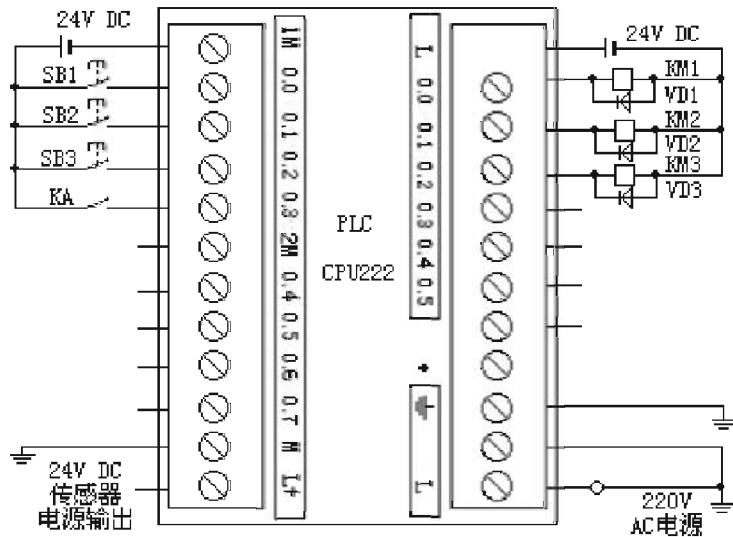 24V DC
SB1
SB2
SB3
KA
24V DC
传感器
电源输出
1M
0.0
0.1
0.2
0.3
2M
0.4
0.5
0.6
0.7
M
L+
PLC
CPU222
L
0.0
0.1
0.2
0.3
0.4
0.5
L
24V DC
KM1
VD1
KM2
VD2
KM3
VD3
220V
AC电源